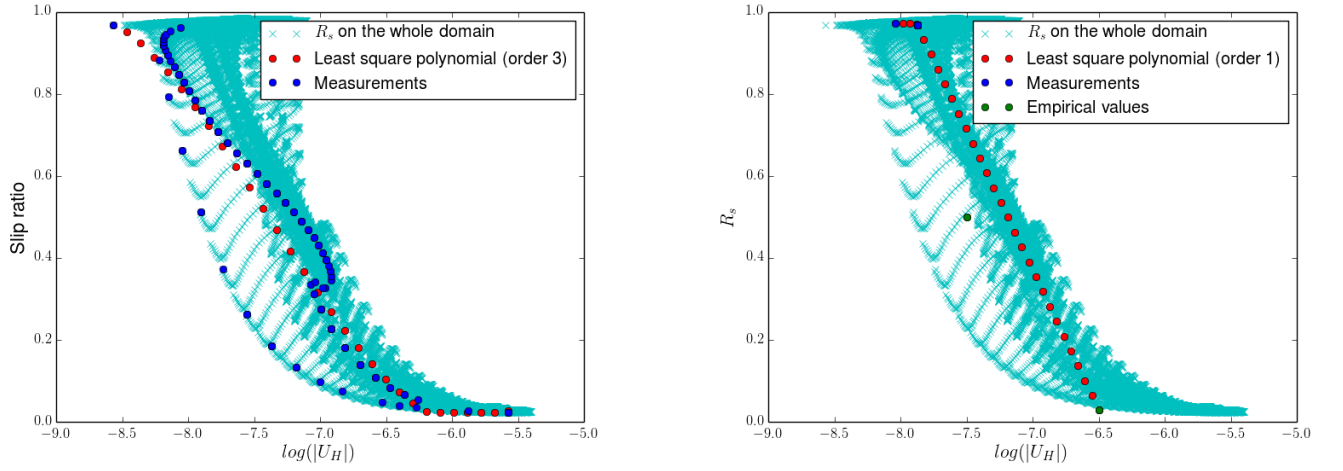 1.0
0.8
0.6
0.4
0.2
0.0
Slip ratio
−9.0 −8.5 −8.0 −7.5 −7.0 −6.5 −6.0 −5.5 −5.0
log(|U_H|)
R_s on the whole domain
Least square polynomial (order 3)
Measurements
1.0
0.8
0.6
0.4
0.2
0.0
R_s
−9.0 −8.5 −8.0 −7.5 −7.0 −6.5 −6.0 −5.5 −5.0
log(|U_H|)
R_s on the whole domain
Least square polynomial (order 1)
Measurements
Empirical values